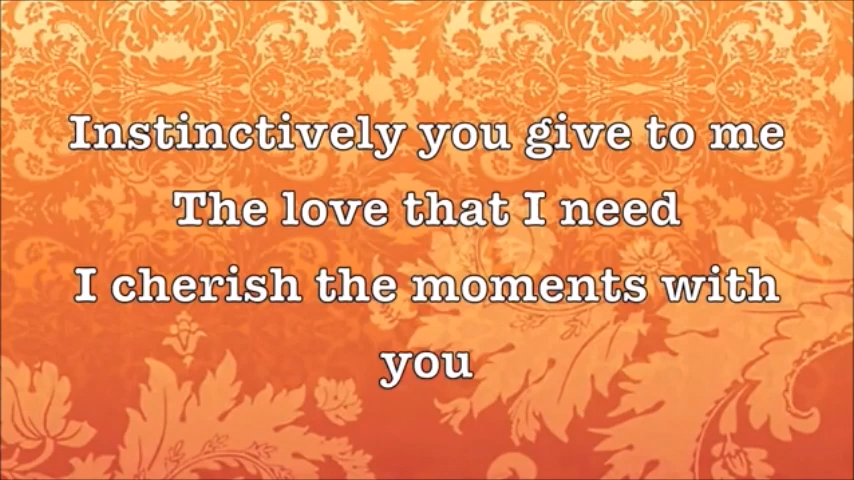 Instinctively you give to me
The love that I need
I cherish the moments with
you